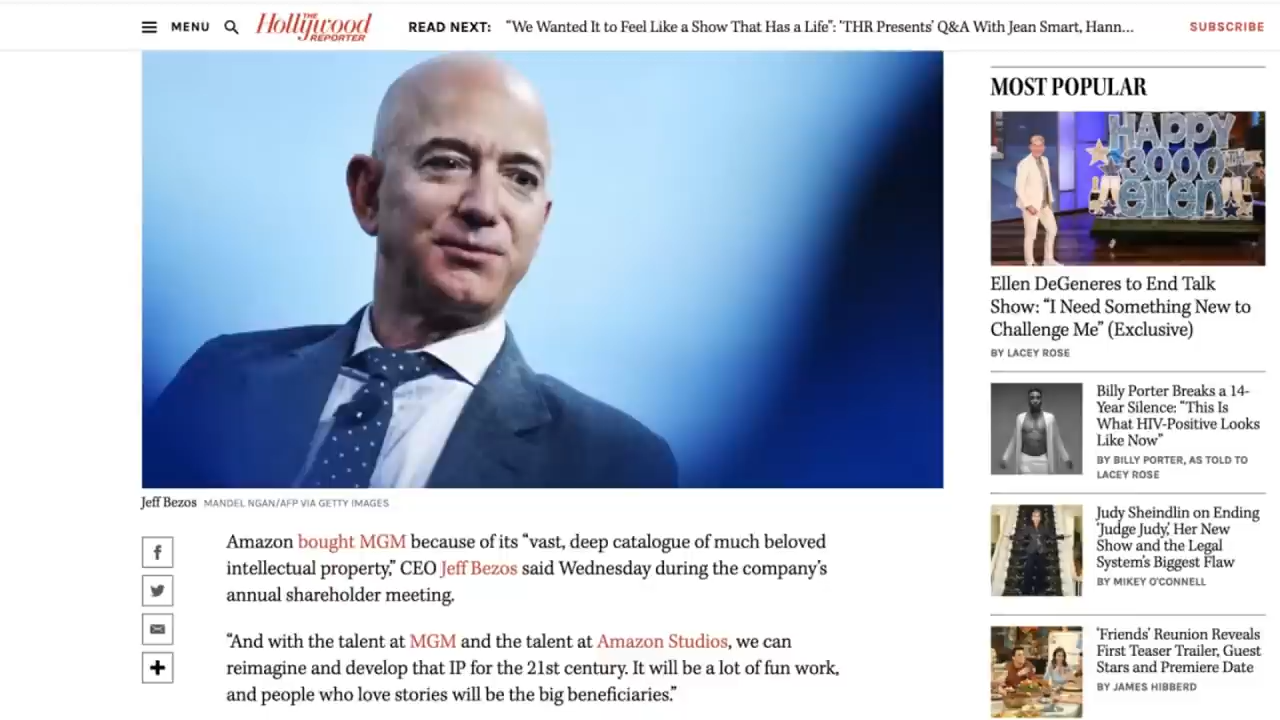 MENU
THE
Hollywood
REPORTER
READ NEXT: “We Wanted It to Feel Like a Show That Has a Life”: ‘THR Presents’ Q&A With Jean Smart, Hann...
SUBSCRIBE
Jeff Bezos MANDEL NGAN/AFP VIA GETTY IMAGES
Amazon bought MGM because of its “vast, deep catalogue of much beloved
intellectual property,” CEO Jeff Bezos said Wednesday during the company’s
annual shareholder meeting.
“And with the talent at MGM and the talent at Amazon Studios, we can
reimagine and develop that IP for the 21st century. It will be a lot of fun work,
and people who love stories will be the big beneficiaries.”
MOST POPULAR
HAPPY
3000TH
ellen
Ellen DeGeneres to End Talk
Show: “I Need Something New to
Challenge Me” (Exclusive)
BY LACEY ROSE
Billy Porter Breaks a 14-
Year Silence: “This Is
What HIV-Positive Looks
Like Now”
BY BILLY PORTER, AS TOLD TO
LACEY ROSE
Judy Sheindlin on Ending
‘Judge Judy,’ Her New
Show and the Legal
System’s Biggest Flaw
BY MIKEY O’CONNELL
‘Friends’ Reunion Reveals
First Teaser Trailer, Guest
Stars and Premiere Date
BY JAMES HIBBERD